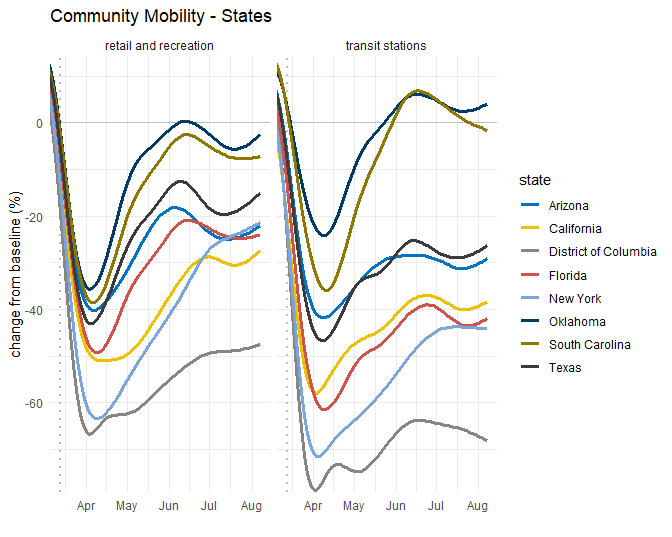 Community Mobility - States
retail and recreation
transit stations
change from baseline (%)
0
-20
-40
-60
Apr May Jun Jul Aug
Apr May Jun Jul Aug
state
Arizona
California
District of Columbia
Florida
New York
Oklahoma
South Carolina
Texas